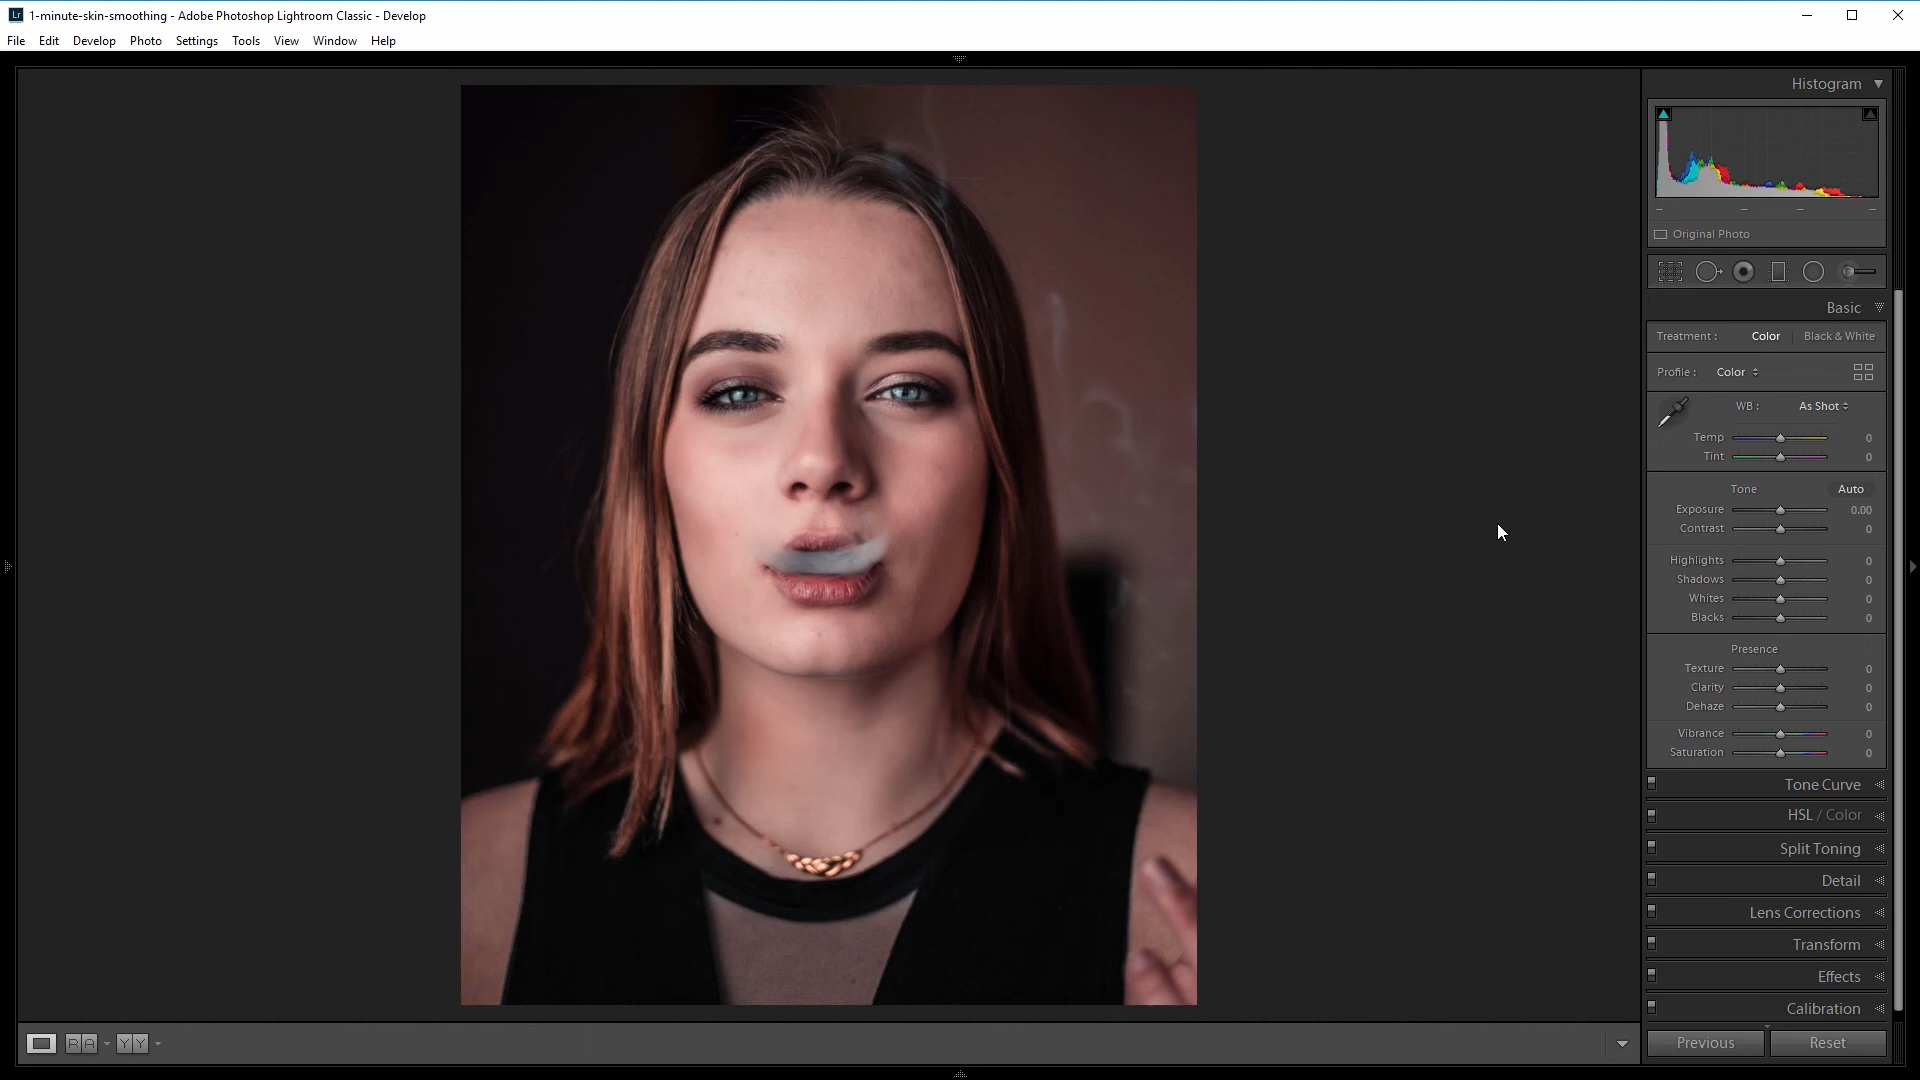 Lr 1-minute-skin-smoothing - Adobe Photoshop Lightroom Classic - Develop
File Edit Develop Photo Settings Tools View Window Help
Histogram
Original Photo
Basic
Treatment : Color Black & White
Profile : Color
WB : As Shot
Temp 0
Tint 0
Tone Auto
Exposure 0.00
Contrast 0
Highlights 0
Shadows 0
Whites 0
Blacks 0
Presence
Texture 0
Clarity 0
Dehaze 0
Vibrance 0
Saturation 0
Tone Curve
HSL / Color
Split Toning
Detail
Lens Corrections
Transform
Effects
Calibration
R A Y Y
Previous Reset